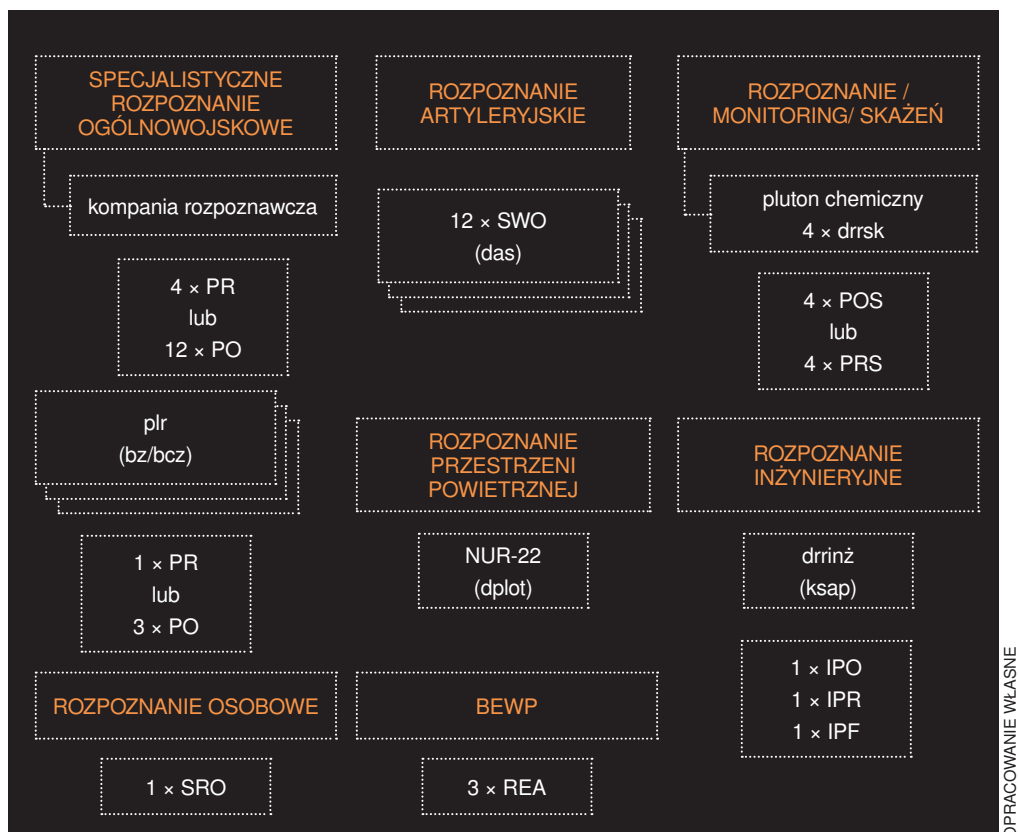 SPECJALISTYCZNE
ROZPOZNANIE
OGÓLNOWOJSKOWE
kompania rozpoznawcza
4 × PR
lub
12 × PO
plr
(bz/bcz)
1 × PR
lub
3 × PO
ROZPOZNANIE OSOBOWE
1 × SRO
ROZPOZNANIE
ARTYLERYJSKIE
12 × SWO
(das)
ROZPOZNANIE
PRZESTRZENI
POWIETRZNEJ
NUR-22
(dplot)
BEWP
3 × REA
ROZPOZNANIE /
MONITORING/ SKAŻEŃ
pluton chemiczny
4 × drrsk
4 × POS
lub
4 × PRS
ROZPOZNANIE
INŻYNIERYJNE
drrinż
(ksap)
1 × IPO
1 × IPR
1 × IPF
OPRACOWANIE WŁASNE